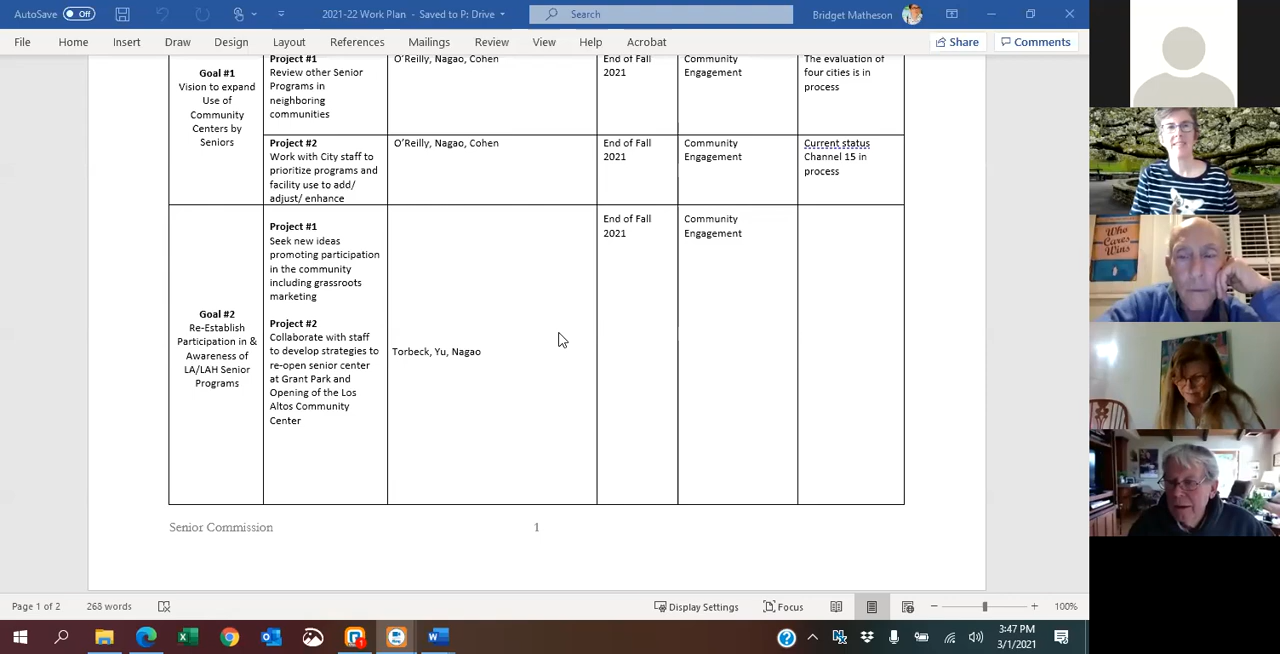 AutoSave Off
2021-22 Work Plan - Saved to P: Drive
Search
Bridget Matheson
File Home Insert Draw Design Layout References Mailings Review View Help Acrobat Share Comments
Goal #1
Vision to expand
Use of
Community
Centers by
Seniors
Project #1
Review other Senior
Programs in
neighboring
communities
O'Reilly, Nagao, Cohen
End of Fall
2021
Community
Engagement
The evaluation of
four cities is in
process
Project #2
Work with City staff to
prioritize programs and
facility use to add/
adjust/ enhance
O'Reilly, Nagao, Cohen
End of Fall
2021
Community
Engagement
Current status
Channel 15 in
process
Goal #2
Re-Establish
Participation in &
Awareness of
LA/LAH Senior
Programs
Project #1
Seek new ideas
promoting participation
in the community
including grassroots
marketing
Project #2
Collaborate with staff
to develop strategies to
re-open senior center
at Grant Park and
Opening of the Los
Altos Community
Center
Torbeck, Yu, Nagao
End of Fall
2021
Community
Engagement
Senior Commission 1
Who
Cares
Wins
Page 1 of 2 268 words Display Settings Focus 100%
3:47 PM
3/1/2021